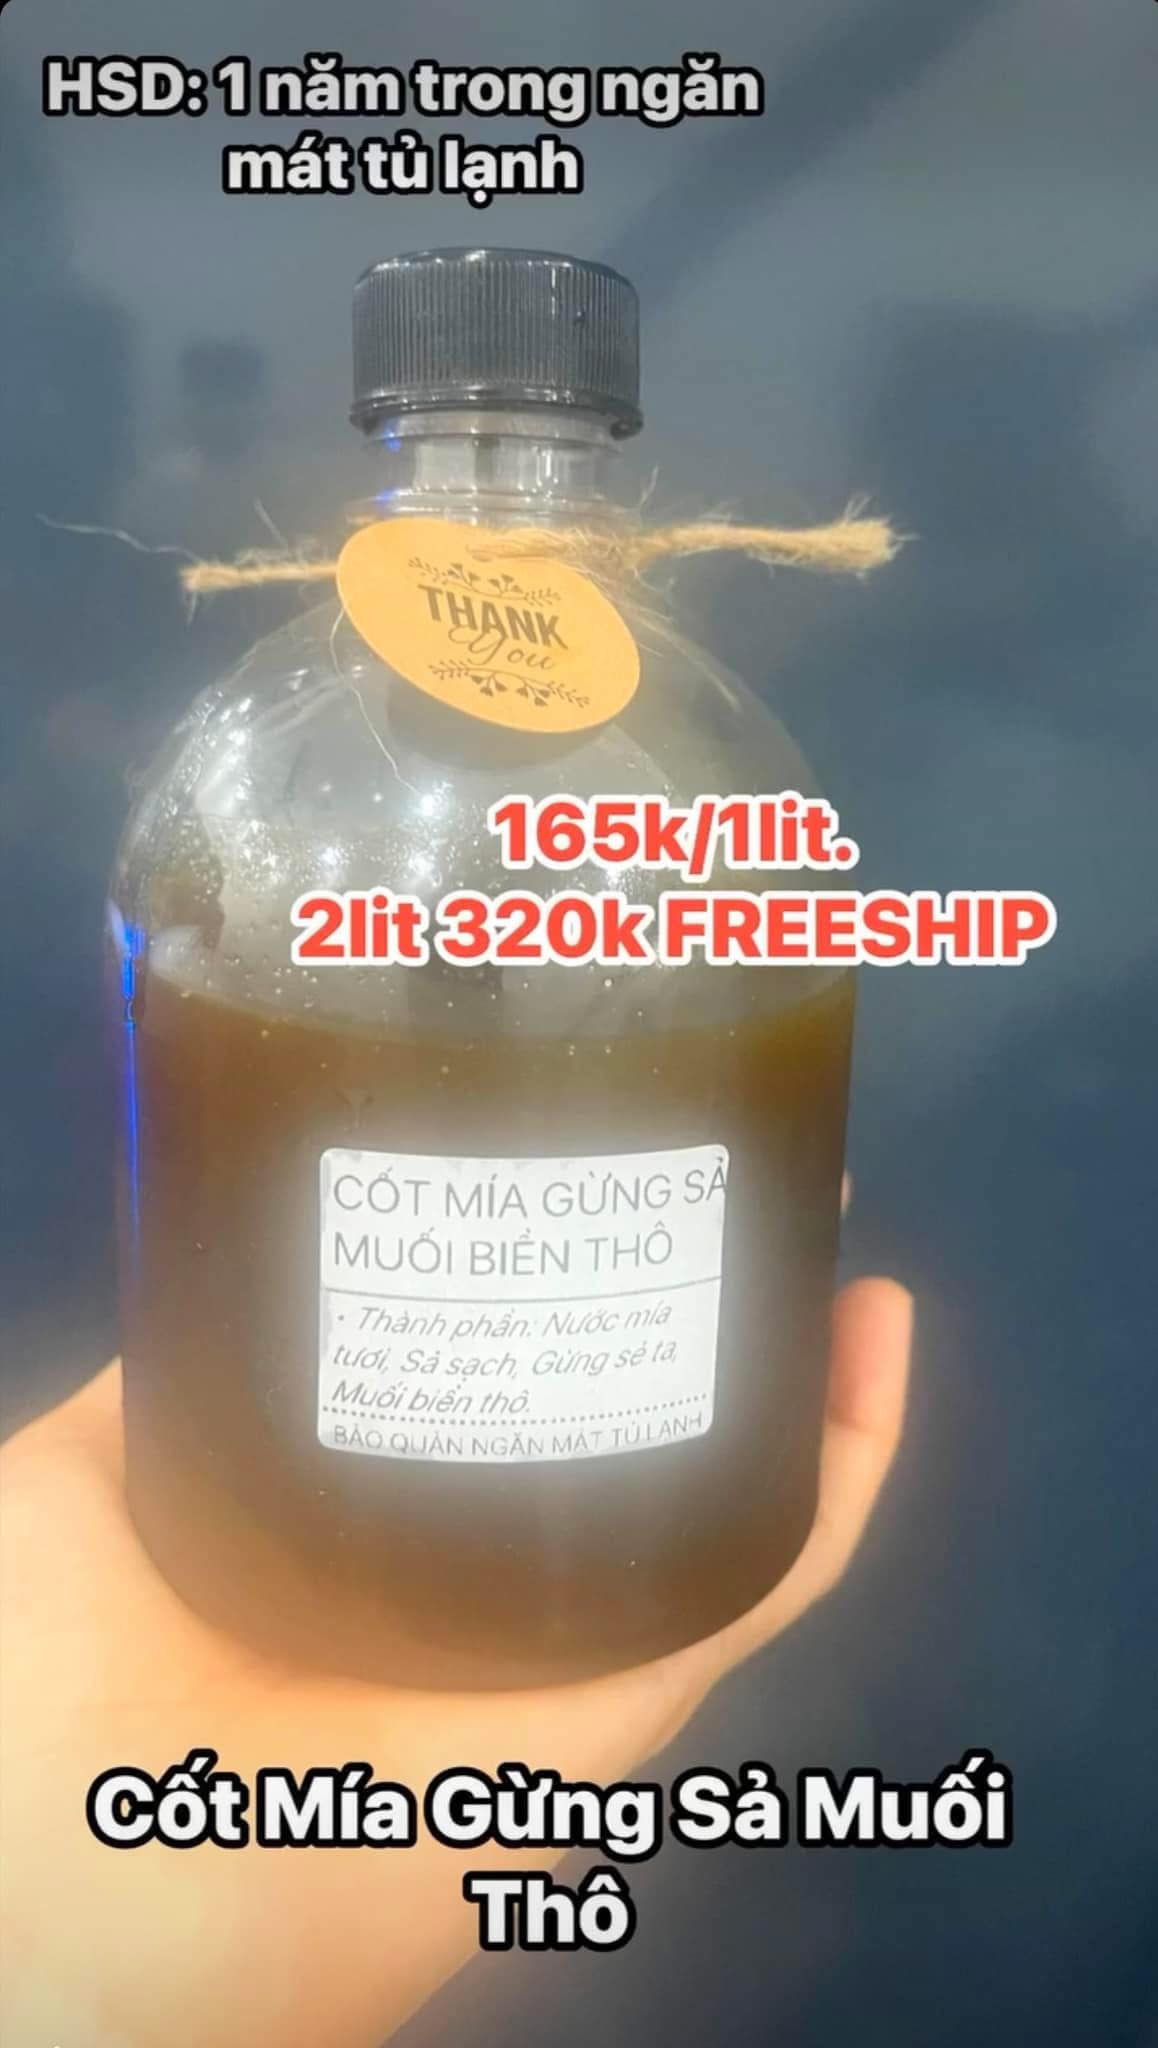 HSD: 1 năm trong ngăn
mát tủ lạnh
THANK
You
165k/1lit.
2lit 320k FREESHIP
CỐT MÍA GỪNG SẢ
MUỐI BIỂN THÔ
• Thành phần: Nước mía
tươi, Sả sạch, Gừng sẻ ta,
Muối biển thô.
BẢO QUẢN NGĂN MÁT TỦ LẠNH
Cốt Mía Gừng Sả Muối
Thô